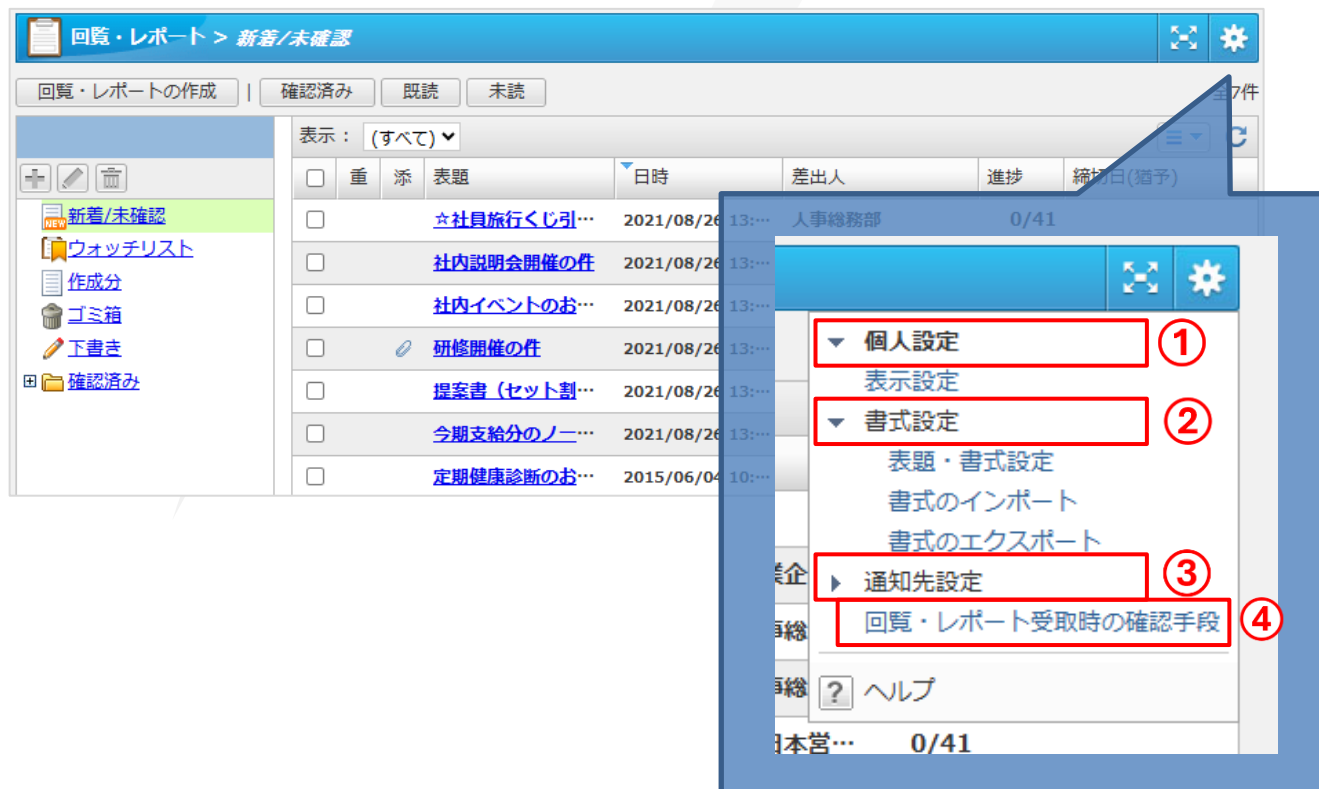 回覧・レポート > 新着/未確認
回覧・レポートの作成 | 確認済み 既読 未読
全7件
表示： (すべて)
重 添 表題 日時 差出人 進捗 締切日(猶予)
新着/未確認
ウォッチリスト
作成分
ゴミ箱
下書き
確認済み
☆社員旅行くじ引… 2021/08/26 13:… 人事総務部 0/41
社内説明会開催の件 2021/08/26 13:…
社内イベントのお… 2021/08/26 13:…
研修開催の件 2021/08/26 13:…
提案書（セット割… 2021/08/26 13:…
今期支給分のノー… 2021/08/26 13:…
定期健康診断のお… 2015/06/04 10:…
個人設定 ①
表示設定
書式設定 ②
表題・書式設定
書式のインポート
書式のエクスポート
通知先設定 ③
回覧・レポート受取時の確認手段 ④
? ヘルプ
本営… 0/41